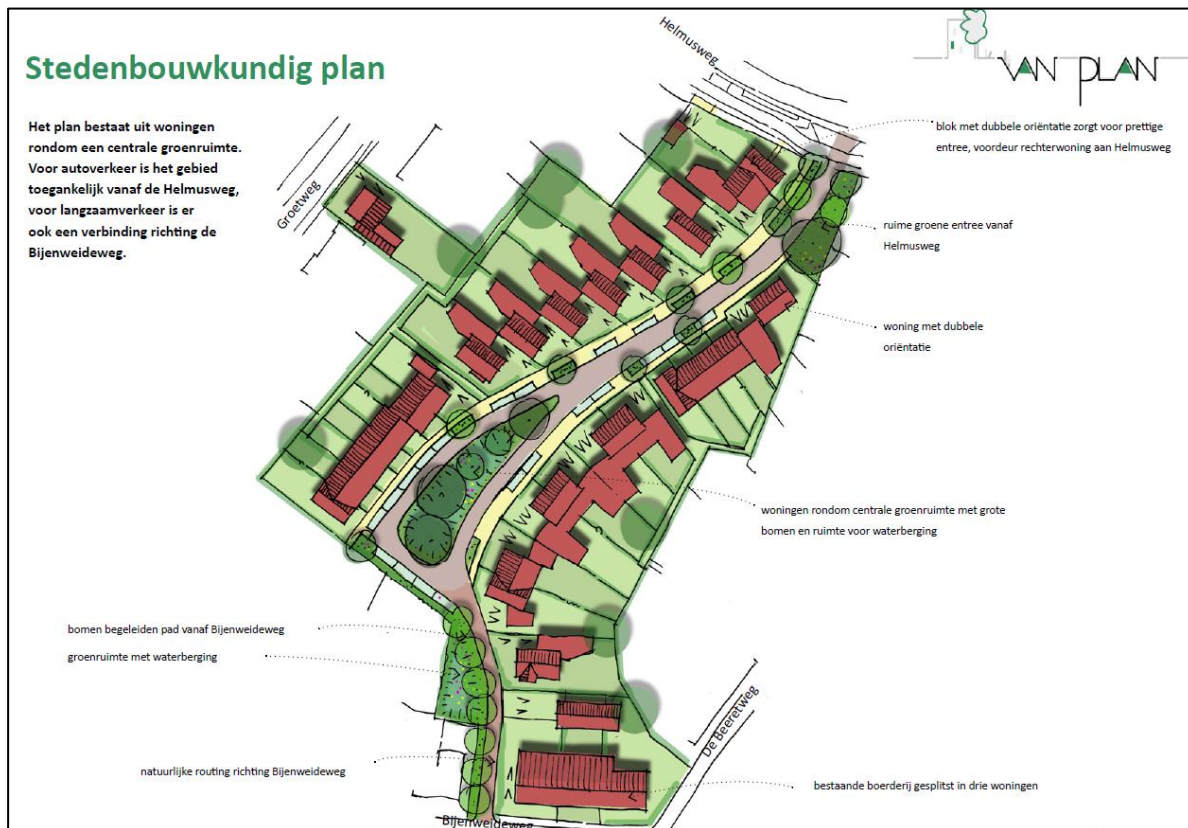 Stedenbouwkundig plan
Het plan bestaat uit woningen
rondom een centrale groenruimte.
Voor autoverkeer is het gebied
toegankelijk vanaf de Helmusweg,
voor langzaamverkeer is er
ook een verbinding richting de
Bijenweideweg.
Helmusweg
VAN PLAN
blok met dubbele oriëntatie zorgt voor prettige
entree, voordeur rechterwoning aan Helmusweg
Groetweg
ruime groene entree vanaf
Helmusweg
woning met dubbele
oriëntatie
woningen rondom centrale groenruimte met grote
bomen en ruimte voor waterberging
bomen begeleiden pad vanaf Bijenweideweg
groenruimte met waterberging
De Beeretweg
natuurlijke routing richting Bijenweideweg
bestaande boerderij gesplitst in drie woningen
Bijenweideweg